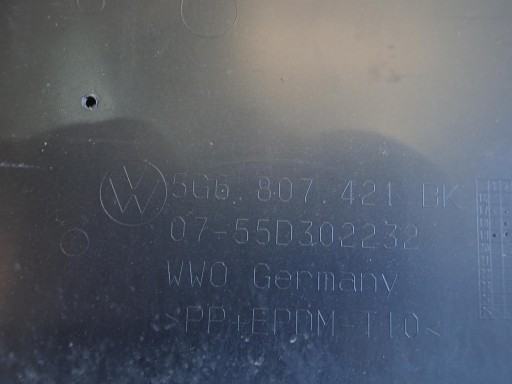 5G6. 807. 421 BK
07-55D302232
WWO Germany
>PP+EPDM-T10<